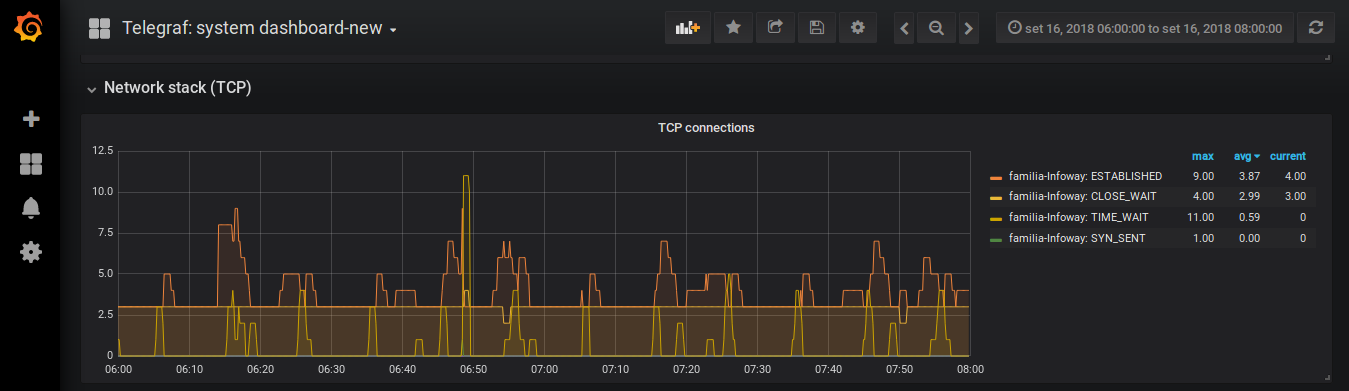 Telegraf: system dashboard-new
set 16, 2018 06:00:00 to set 16, 2018 08:00:00
Network stack (TCP)
TCP connections
12.5
10.0
7.5
5.0
2.5
0
06:00 06:10 06:20 06:30 06:40 06:50 07:00 07:10 07:20 07:30 07:40 07:50 08:00
max avg current
familia-Infoway: ESTABLISHED 9.00 3.87 4.00
familia-Infoway: CLOSE_WAIT 4.00 2.99 3.00
familia-Infoway: TIME_WAIT 11.00 0.59 0
familia-Infoway: SYN_SENT 1.00 0.00 0